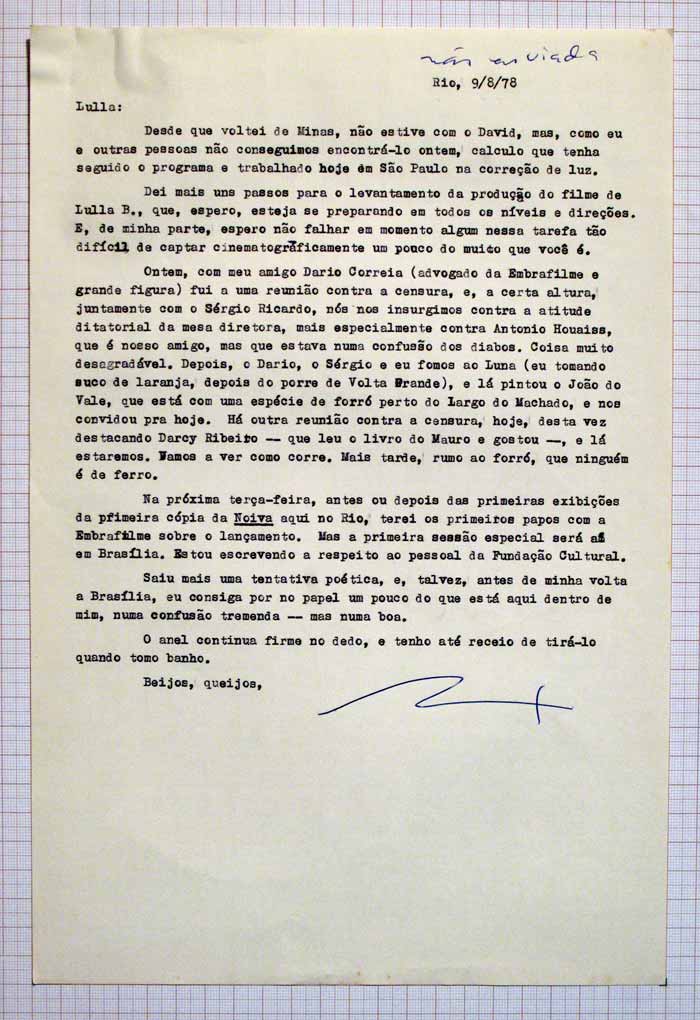 não enviada
Rio, 9/8/78
Lulla:
Desde que voltei de Minas, não estive com o David, mas, como eu
e outras pessoas não conseguimos encontrá-lo ontem, calculo que tenha
seguido o programa e trabalhado hoje em São Paulo na correção de luz.
Dei mais uns passos para o levantamento da produção do filme de
Lulla B., que, espero, esteja se preparando em todos os níveis e direções.
E, de minha parte, espero não falhar em momento algum nessa tarefa tão
difícil de captar cinematográficamente um pouco do muito que você é.
Ontem, com meu amigo Dario Correia (advogado da Embrafilme e
grande figura) fui a uma reunião contra a censura, e, a certa altura,
juntamente com o Sérgio Ricardo, nós nos insurgimos contra a atitude
ditatorial da mesa diretora, mais especialmente contra Antonio Houaiss,
que é nosso amigo, mas que estava numa confusão dos diabos. Coisa muito
desagradável. Depois, o Dario, o Sérgio e eu fomos ao Luna (eu tomando
suco de laranja, depois do porre de Volta Grande), e lá pintou o João do
Vale, que está com uma espécie de forró perto do Largo do Machado, e nos
convidou pra hoje. Há outra reunião contra a censura, hoje, desta vez
destacando Darcy Ribeito -- que leu o livro do Mauro e gostou --, e lá
estaremos. Vamos a ver como corre. Mais tarde, rumo ao forró, que ninguém
é de ferro.
Na próxima terça-feira, antes ou depois das primeiras exibições
da primeira cópia da Noiva aqui no Rio, terei os primeiros papos com a
Embrafilme sobre o lançamento. Mas a primeira sessão especial será aí
em Brasília. Estou escrevendo a respeito ao pessoal da Fundação Cultural.
Saiu mais uma tentativa poética, e, talvez, antes de minha volta
a Brasília, eu consiga por no papel um pouco do que está aqui dentro de
mim, numa confusão tremenda -- mas numa boa.
O anel continua firme no dedo, e tenho até receio de tirá-lo
quando tomo banho.
Beijos, queijos,